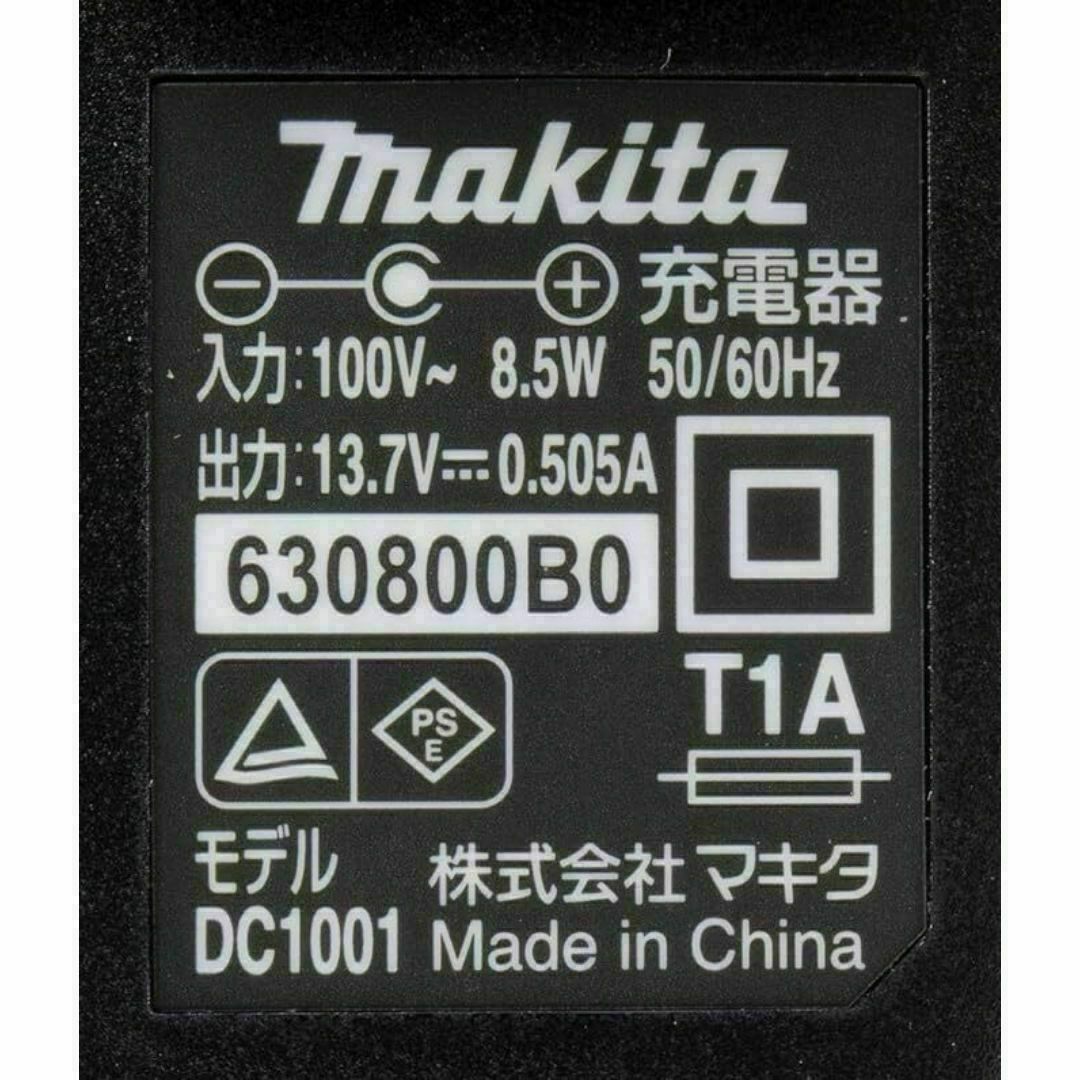 makita
充電器
入力:100V~ 8.5W 50/60Hz
出力:13.7V⎓0.505A
630800B0
PS
E
T1A
モデル
DC1001
株式会社マキタ
Made in China